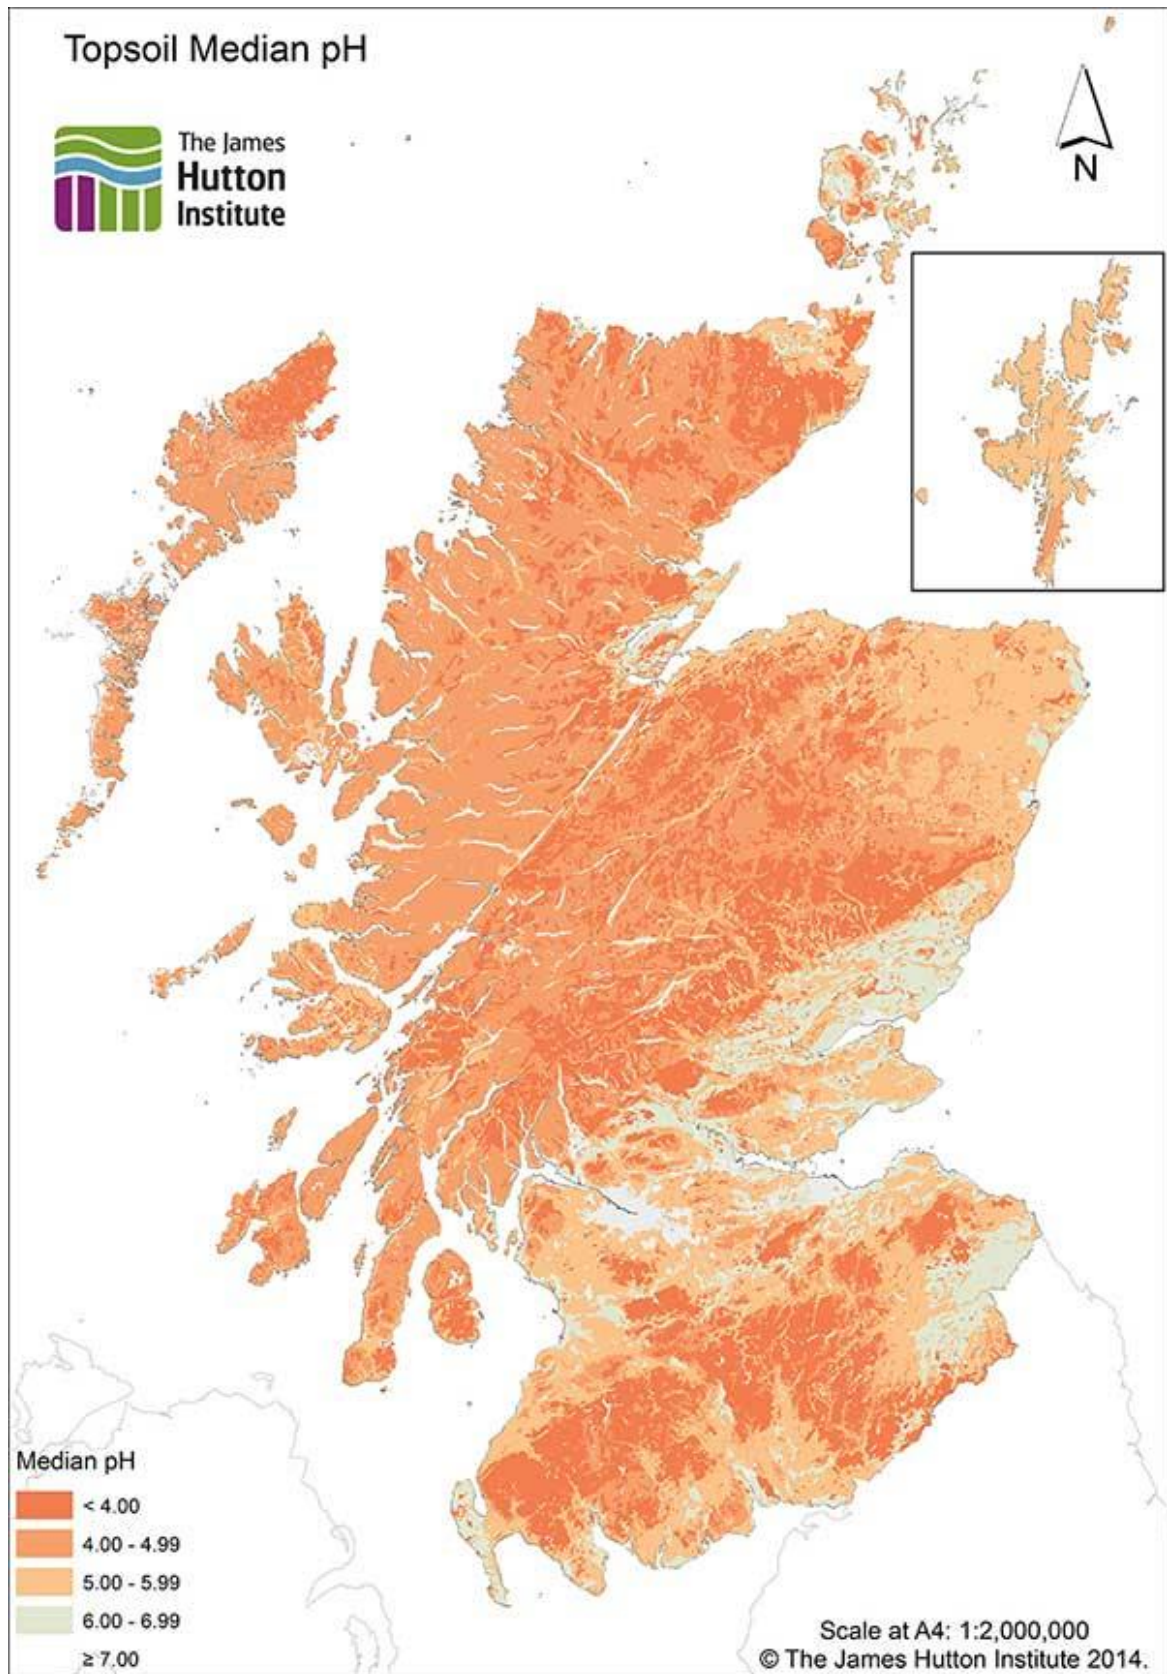 Topsoil Median pH
The James
Hutton
Institute
N
Median pH
< 4.00
4.00 - 4.99
5.00 - 5.99
6.00 - 6.99
≥ 7.00
Scale at A4: 1:2,000,000
© The James Hutton Institute 2014.